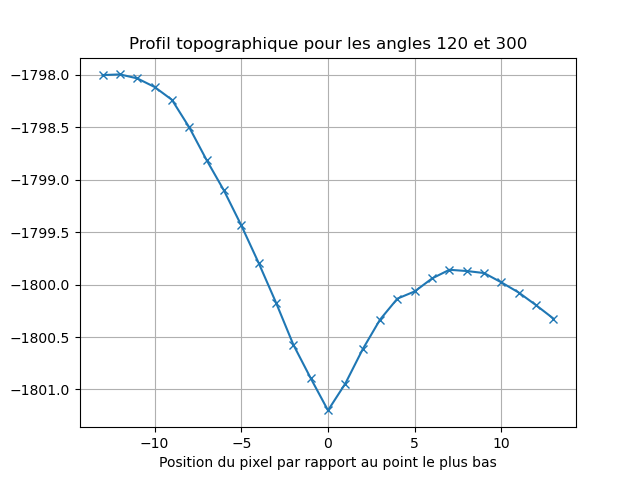 Profil topographique pour les angles 120 et 300
−1798.0
−1798.5
−1799.0
−1799.5
−1800.0
−1800.5
−1801.0
−10 −5 0 5 10
Position du pixel par rapport au point le plus bas